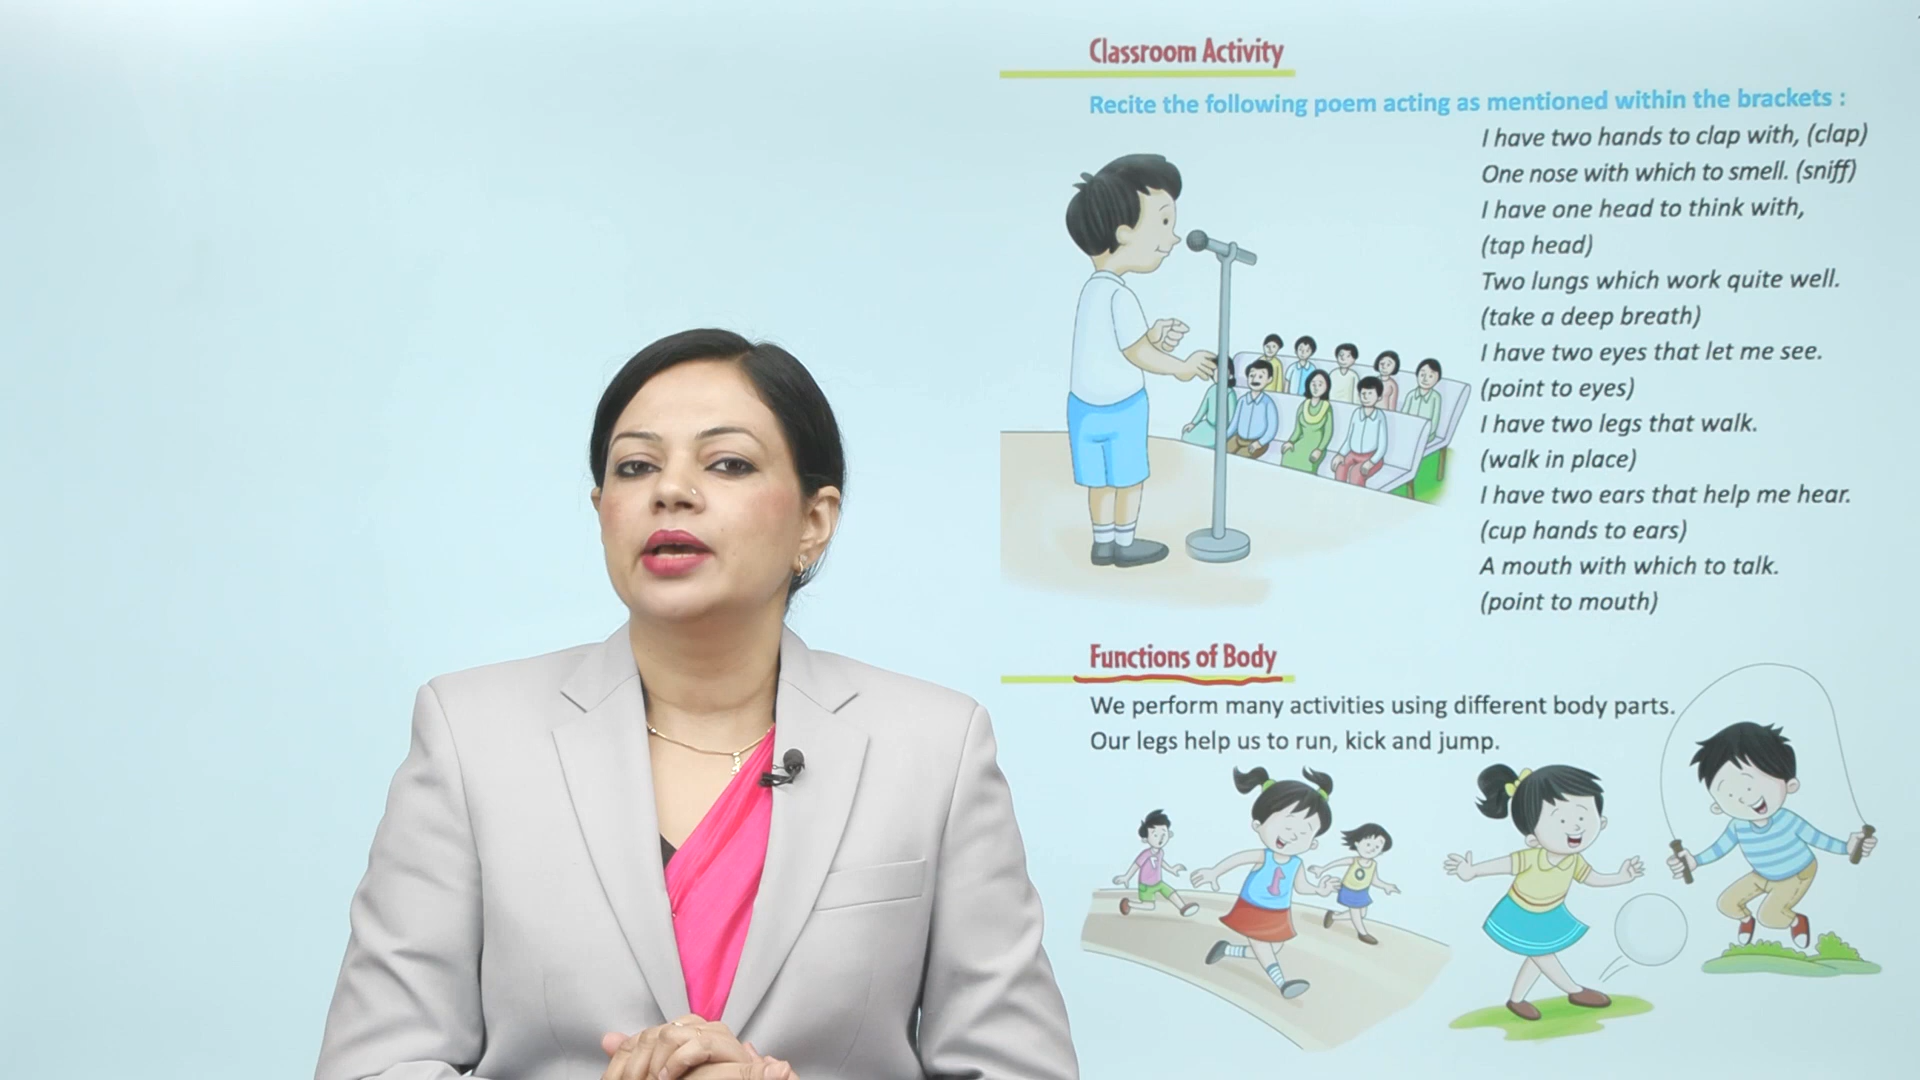 Classroom Activity
Recite the following poem acting as mentioned within the brackets :
I have two hands to clap with, (clap)
One nose with which to smell. (sniff)
I have one head to think with,
(tap head)
Two lungs which work quite well.
(take a deep breath)
I have two eyes that let me see.
(point to eyes)
I have two legs that walk.
(walk in place)
I have two ears that help me hear.
(cup hands to ears)
A mouth with which to talk.
(point to mouth)
Functions of Body
We perform many activities using different body parts.
Our legs help us to run, kick and jump.